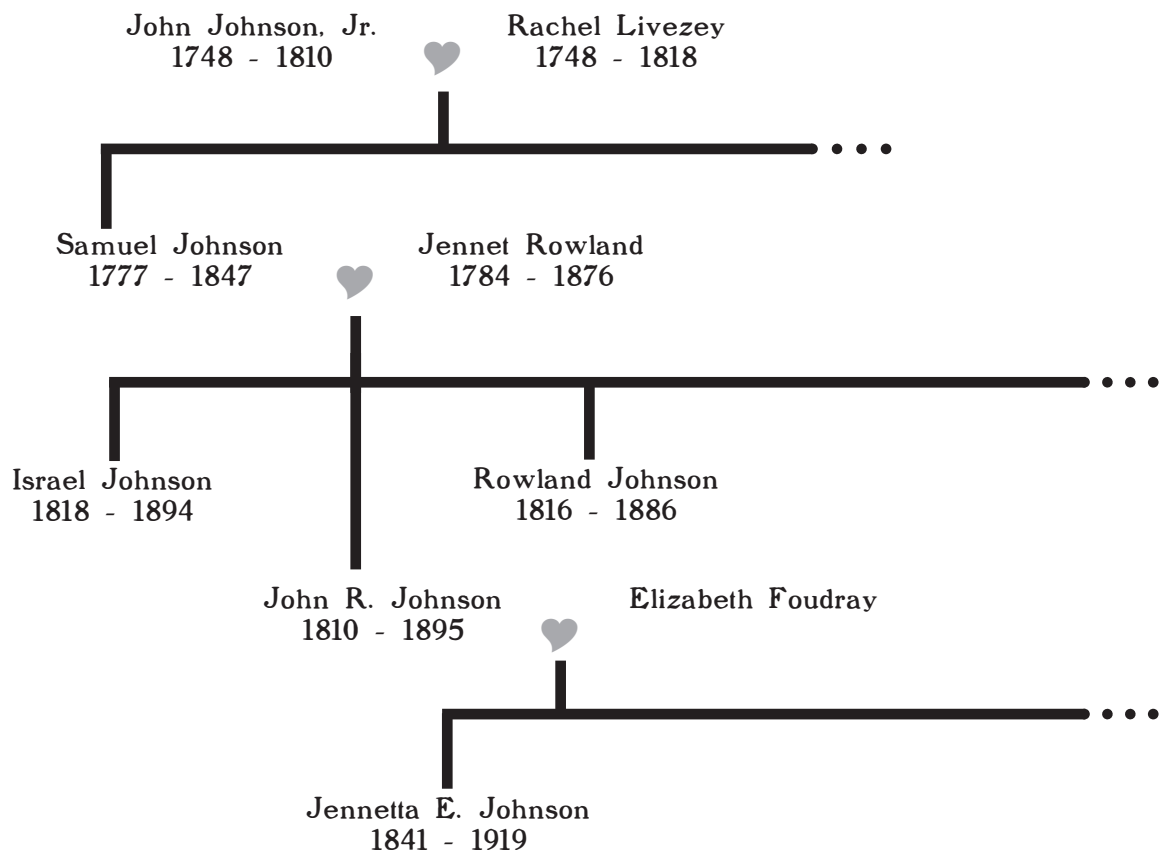 John Johnson, Jr.
1748 - 1810
Rachel Livezey
1748 - 1818
Samuel Johnson
1777 - 1847
Jennet Rowland
1784 - 1876
Israel Johnson
1818 - 1894
Rowland Johnson
1816 - 1886
John R. Johnson
1810 - 1895
Elizabeth Foudray
Jennetta E. Johnson
1841 - 1919